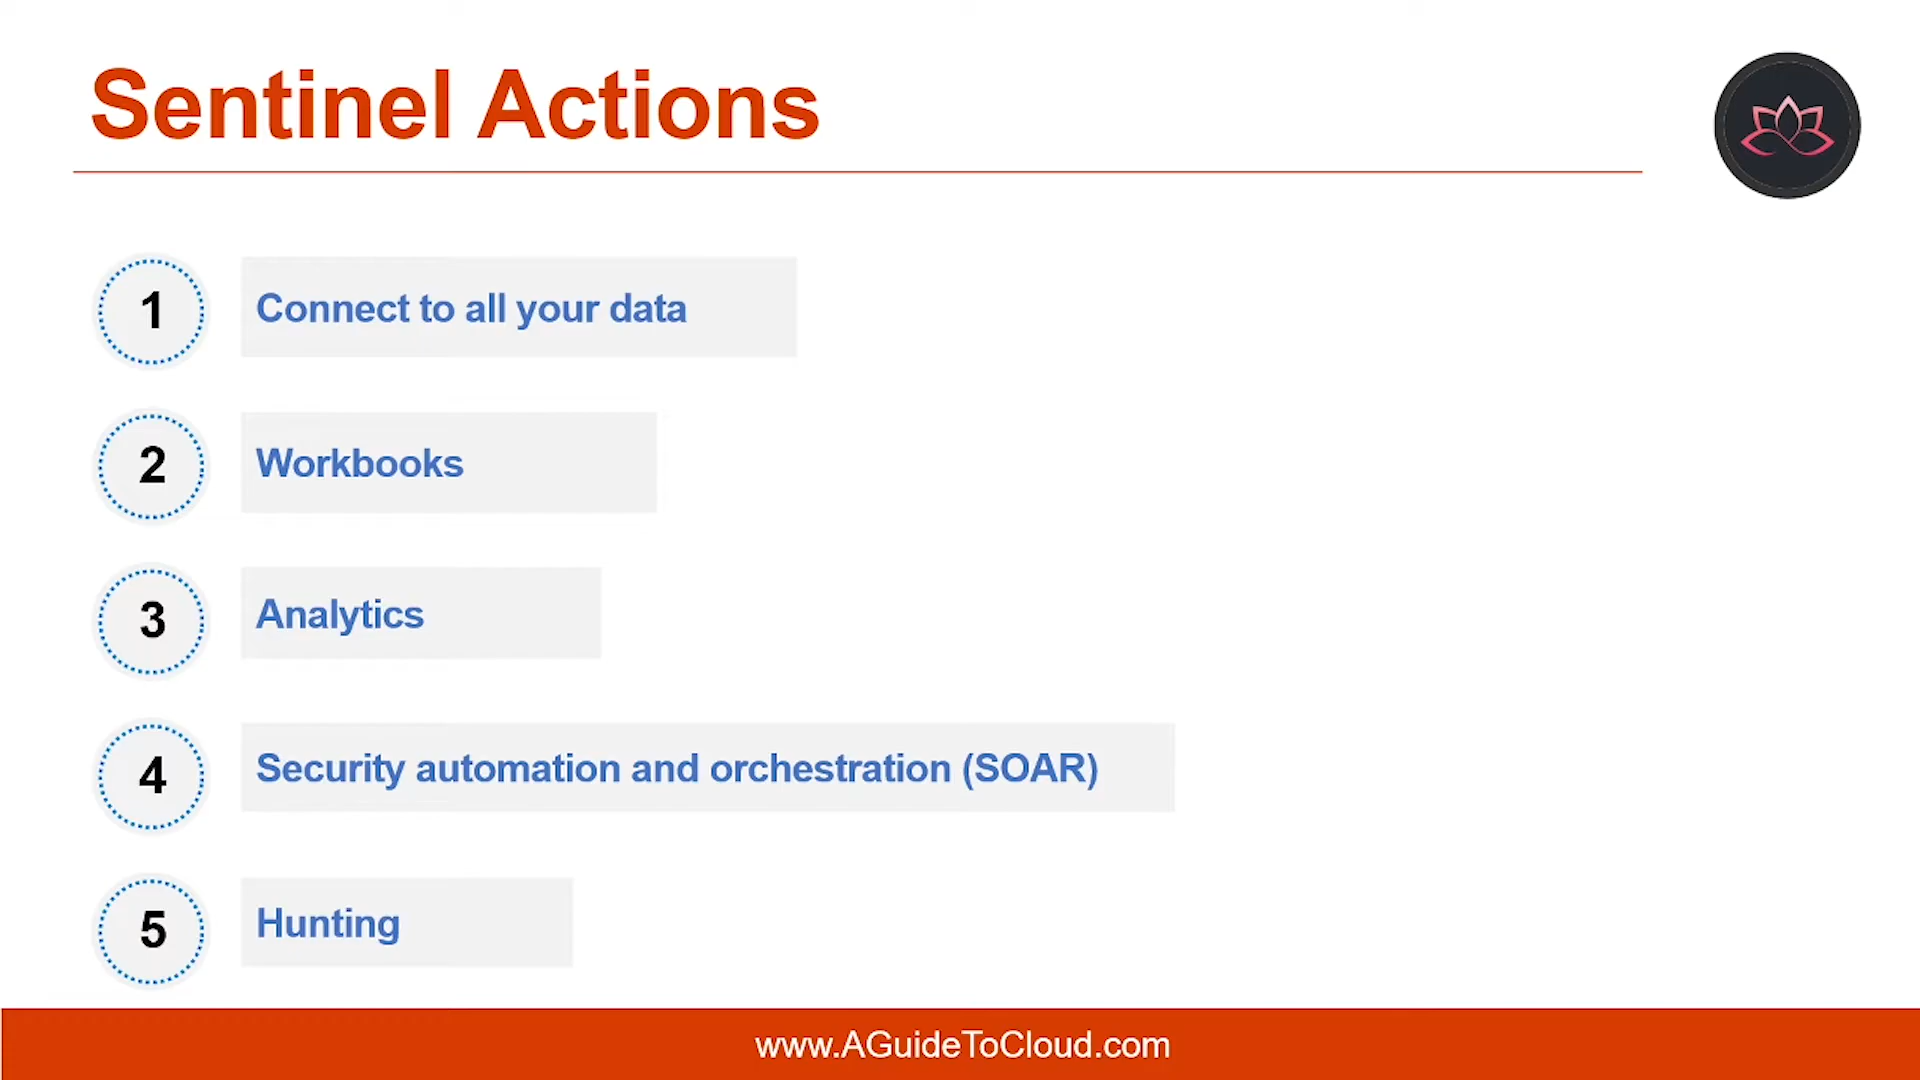 Sentinel Actions
1
Connect to all your data
2
Workbooks
3
Analytics
4
Security automation and orchestration (SOAR)
5
Hunting
www.AGuideToCloud.com